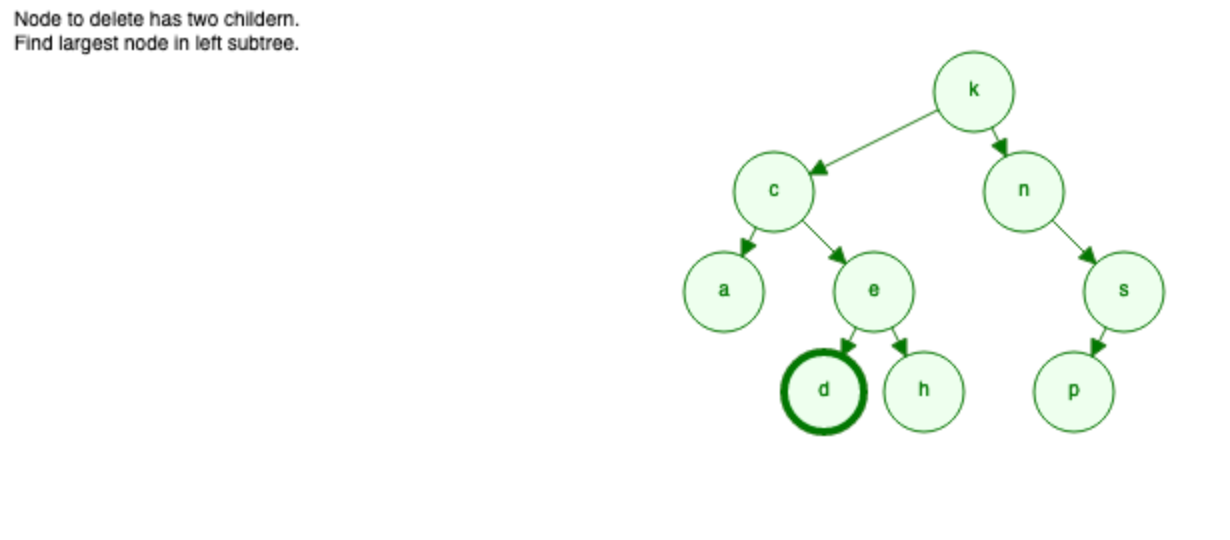 Node to delete has two childern.
Find largest node in left subtree.
k
c
n
a
e
s
d
h
p